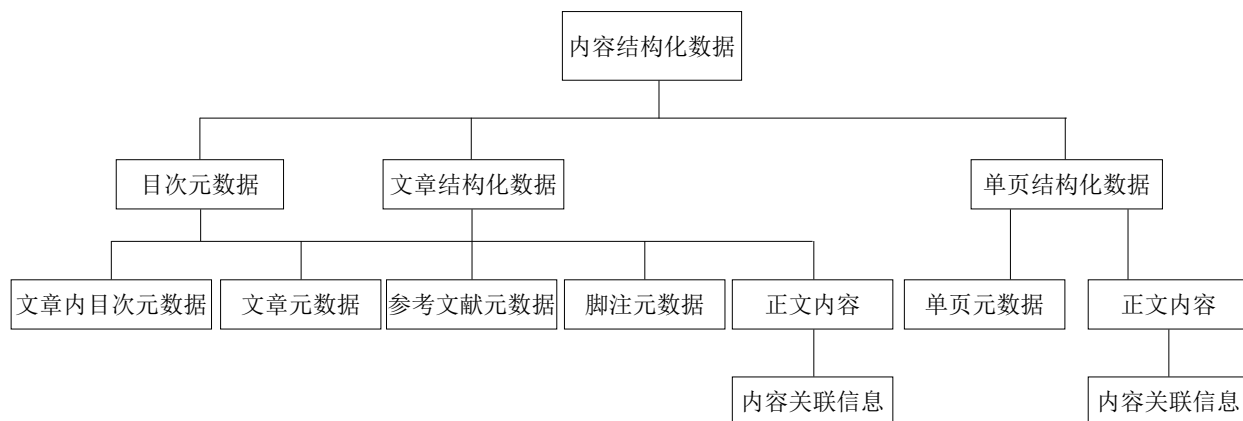 内容结构化数据
目次元数据
文章结构化数据
单页结构化数据
文章内目次元数据
文章元数据
参考文献元数据
脚注元数据
正文内容
单页元数据
正文内容
内容关联信息
内容关联信息